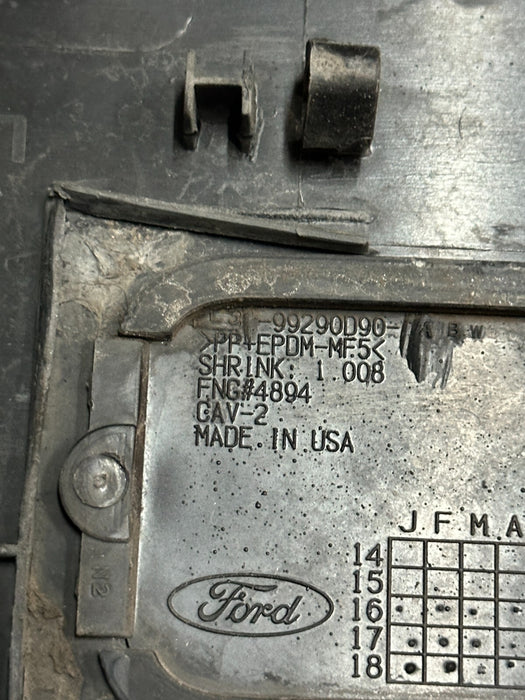 -99290D90-
>PP+EPDM-MF5<
SHRINK: 1.008
FNG#4894
CAV-2
MADE IN USA
J F M A
14
15
16
17
18
N2
Ford